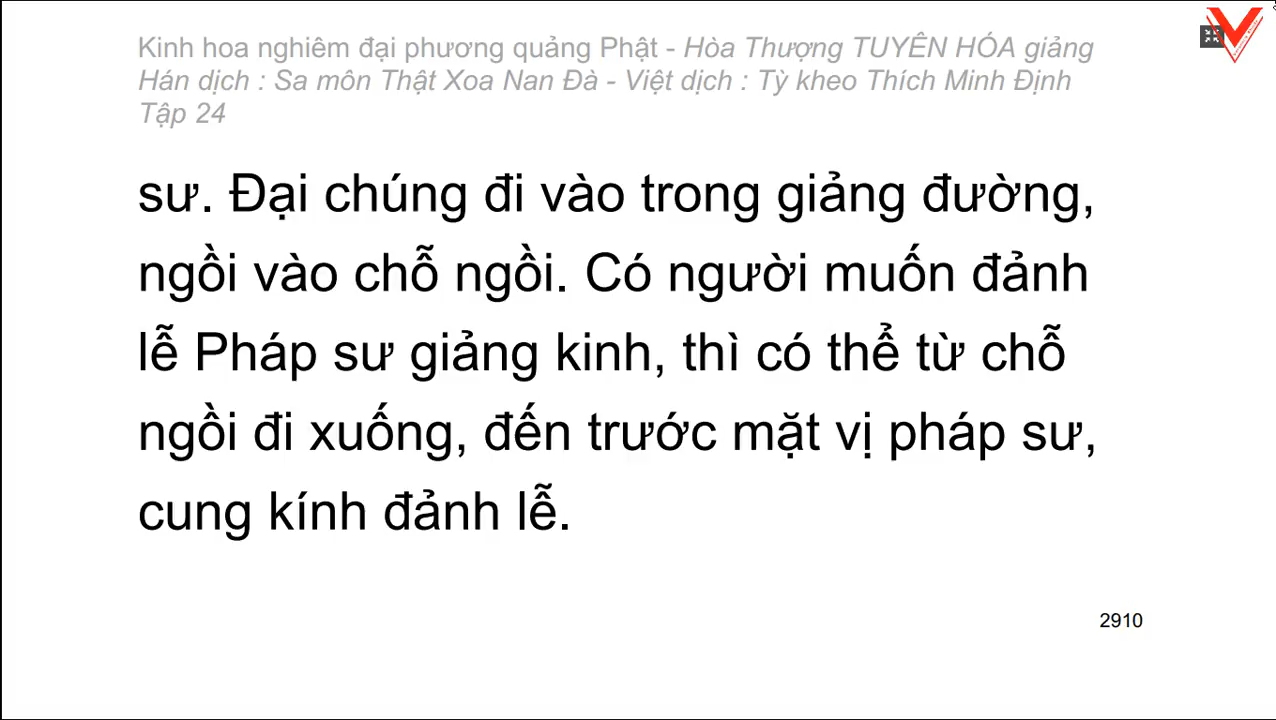 Kinh hoa nghiêm đại phương quảng Phật - Hòa Thượng TUYÊN HÓA giảng
Hán dịch : Sa môn Thật Xoa Nan Đà - Việt dịch : Tỳ kheo Thích Minh Định
Tập 24
sư. Đại chúng đi vào trong giảng đường,
ngồi vào chỗ ngồi. Có người muốn đảnh
lễ Pháp sư giảng kinh, thì có thể từ chỗ
ngồi đi xuống, đến trước mặt vị pháp sư,
cung kính đảnh lễ.
2910